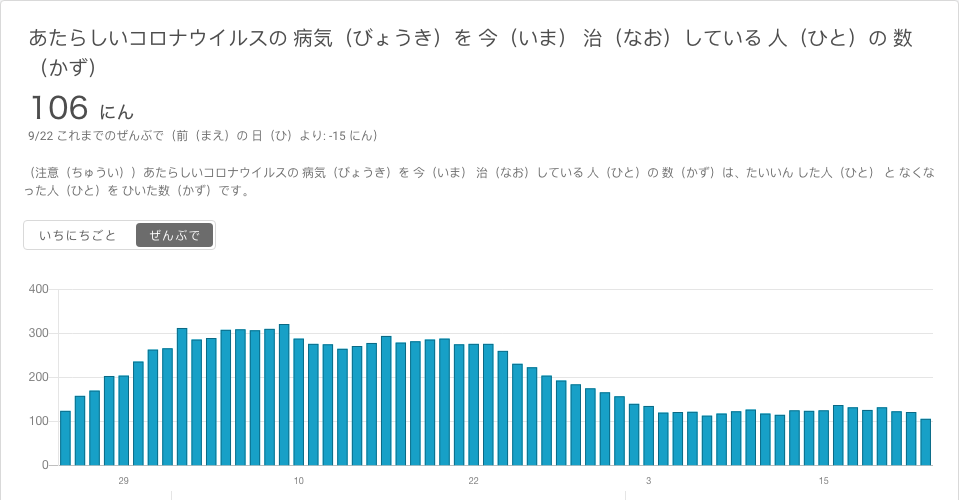 あたらしいコロナウイルスの 病気（びょうき）を 今（いま） 治（なお）している 人（ひと）の 数
（かず）
106 にん
9/22 これまでのぜんぶで（前（まえ）の 日（ひ）より: -15 にん）
（注意（ちゅうい））あたらしいコロナウイルスの 病気（びょうき）を 今（いま） 治（なお）している 人（ひと）の 数（かず）は、たいいん した人（ひと） と なくな
った人（ひと）を ひいた数（かず）です。
いちにちごと ぜんぶで
400
300
200
100
0
29 10 22 3 15